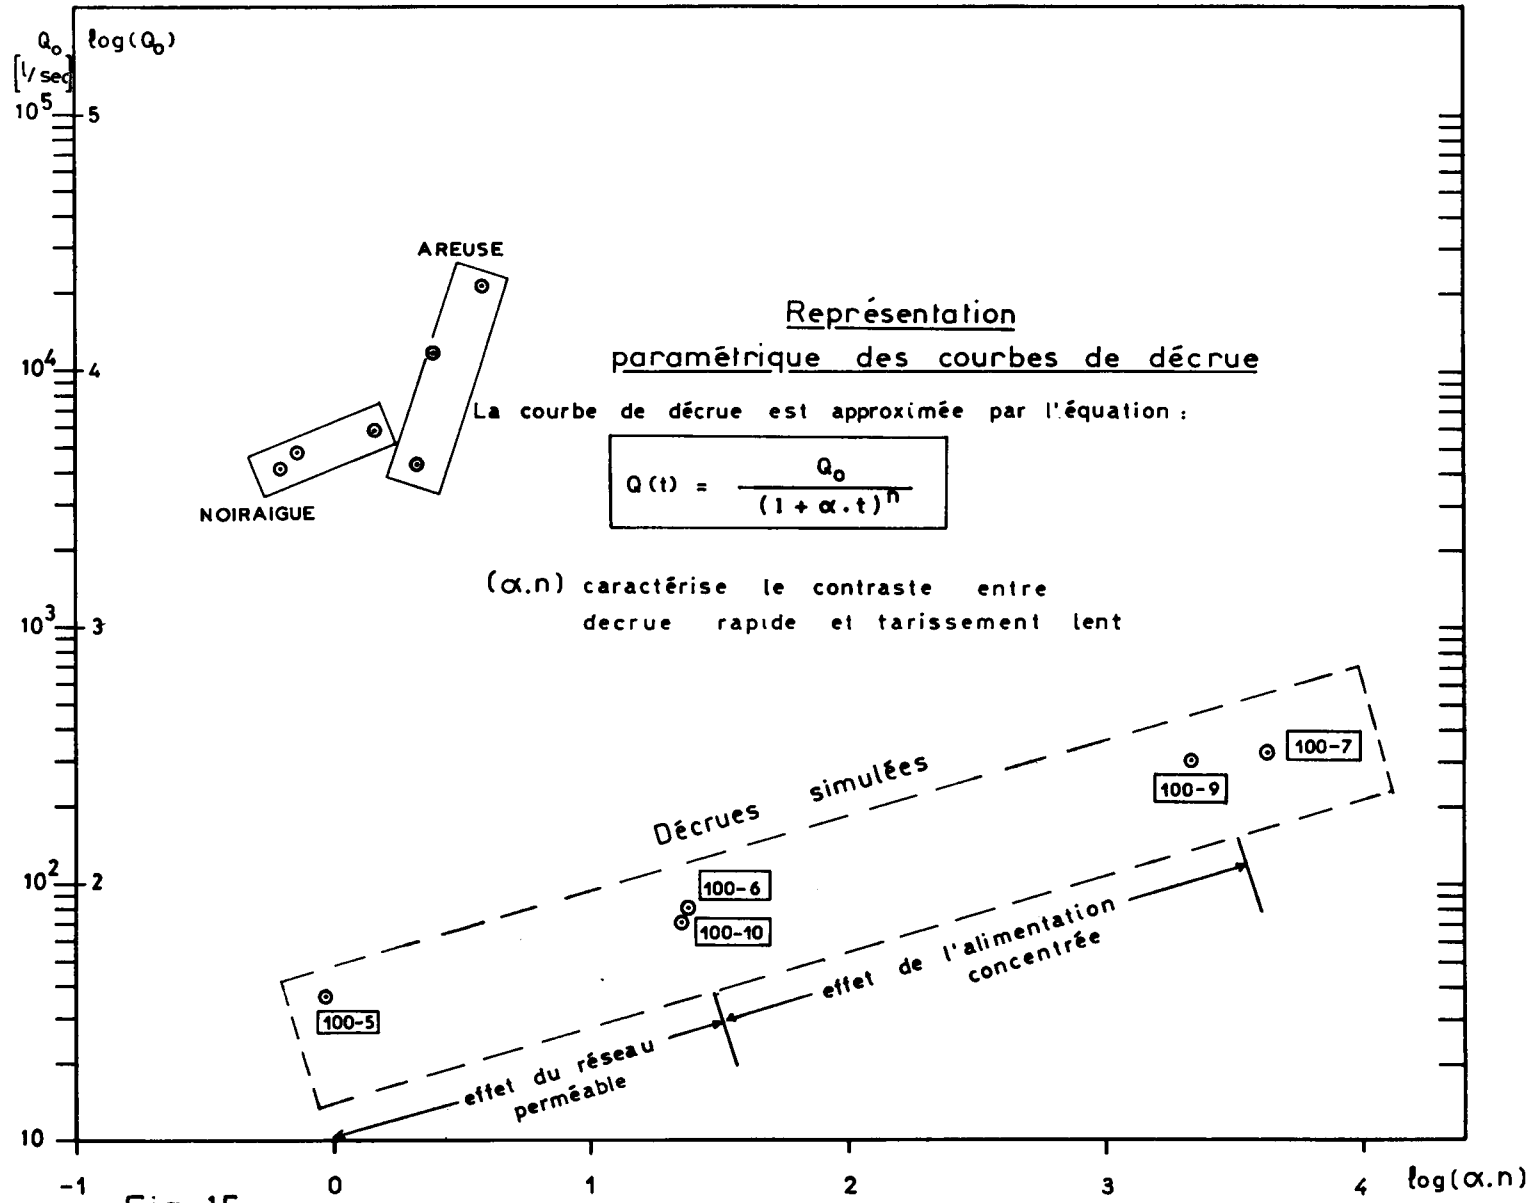 Q₀ log(Q₀)
[l/sec]
10⁵ 5
AREUSE
Représentation
paramétrique des courbes de décrue
10⁴ 4
La courbe de décrue est approximée par l'équation :
Q(t) = Q₀ / (1 + α.t)ⁿ
NOIRAIGUE
(α.n) caractérise le contraste entre
decrue rapide et tarissement lent
10³ 3
100-7
100-9
Décrues simulées
10² 2
100-6
100-10
effet de l'alimentation
concentrée
100-5
effet du réseau
perméable
10
-1 0 1 2 3 4 log(α.n)
Fig 15